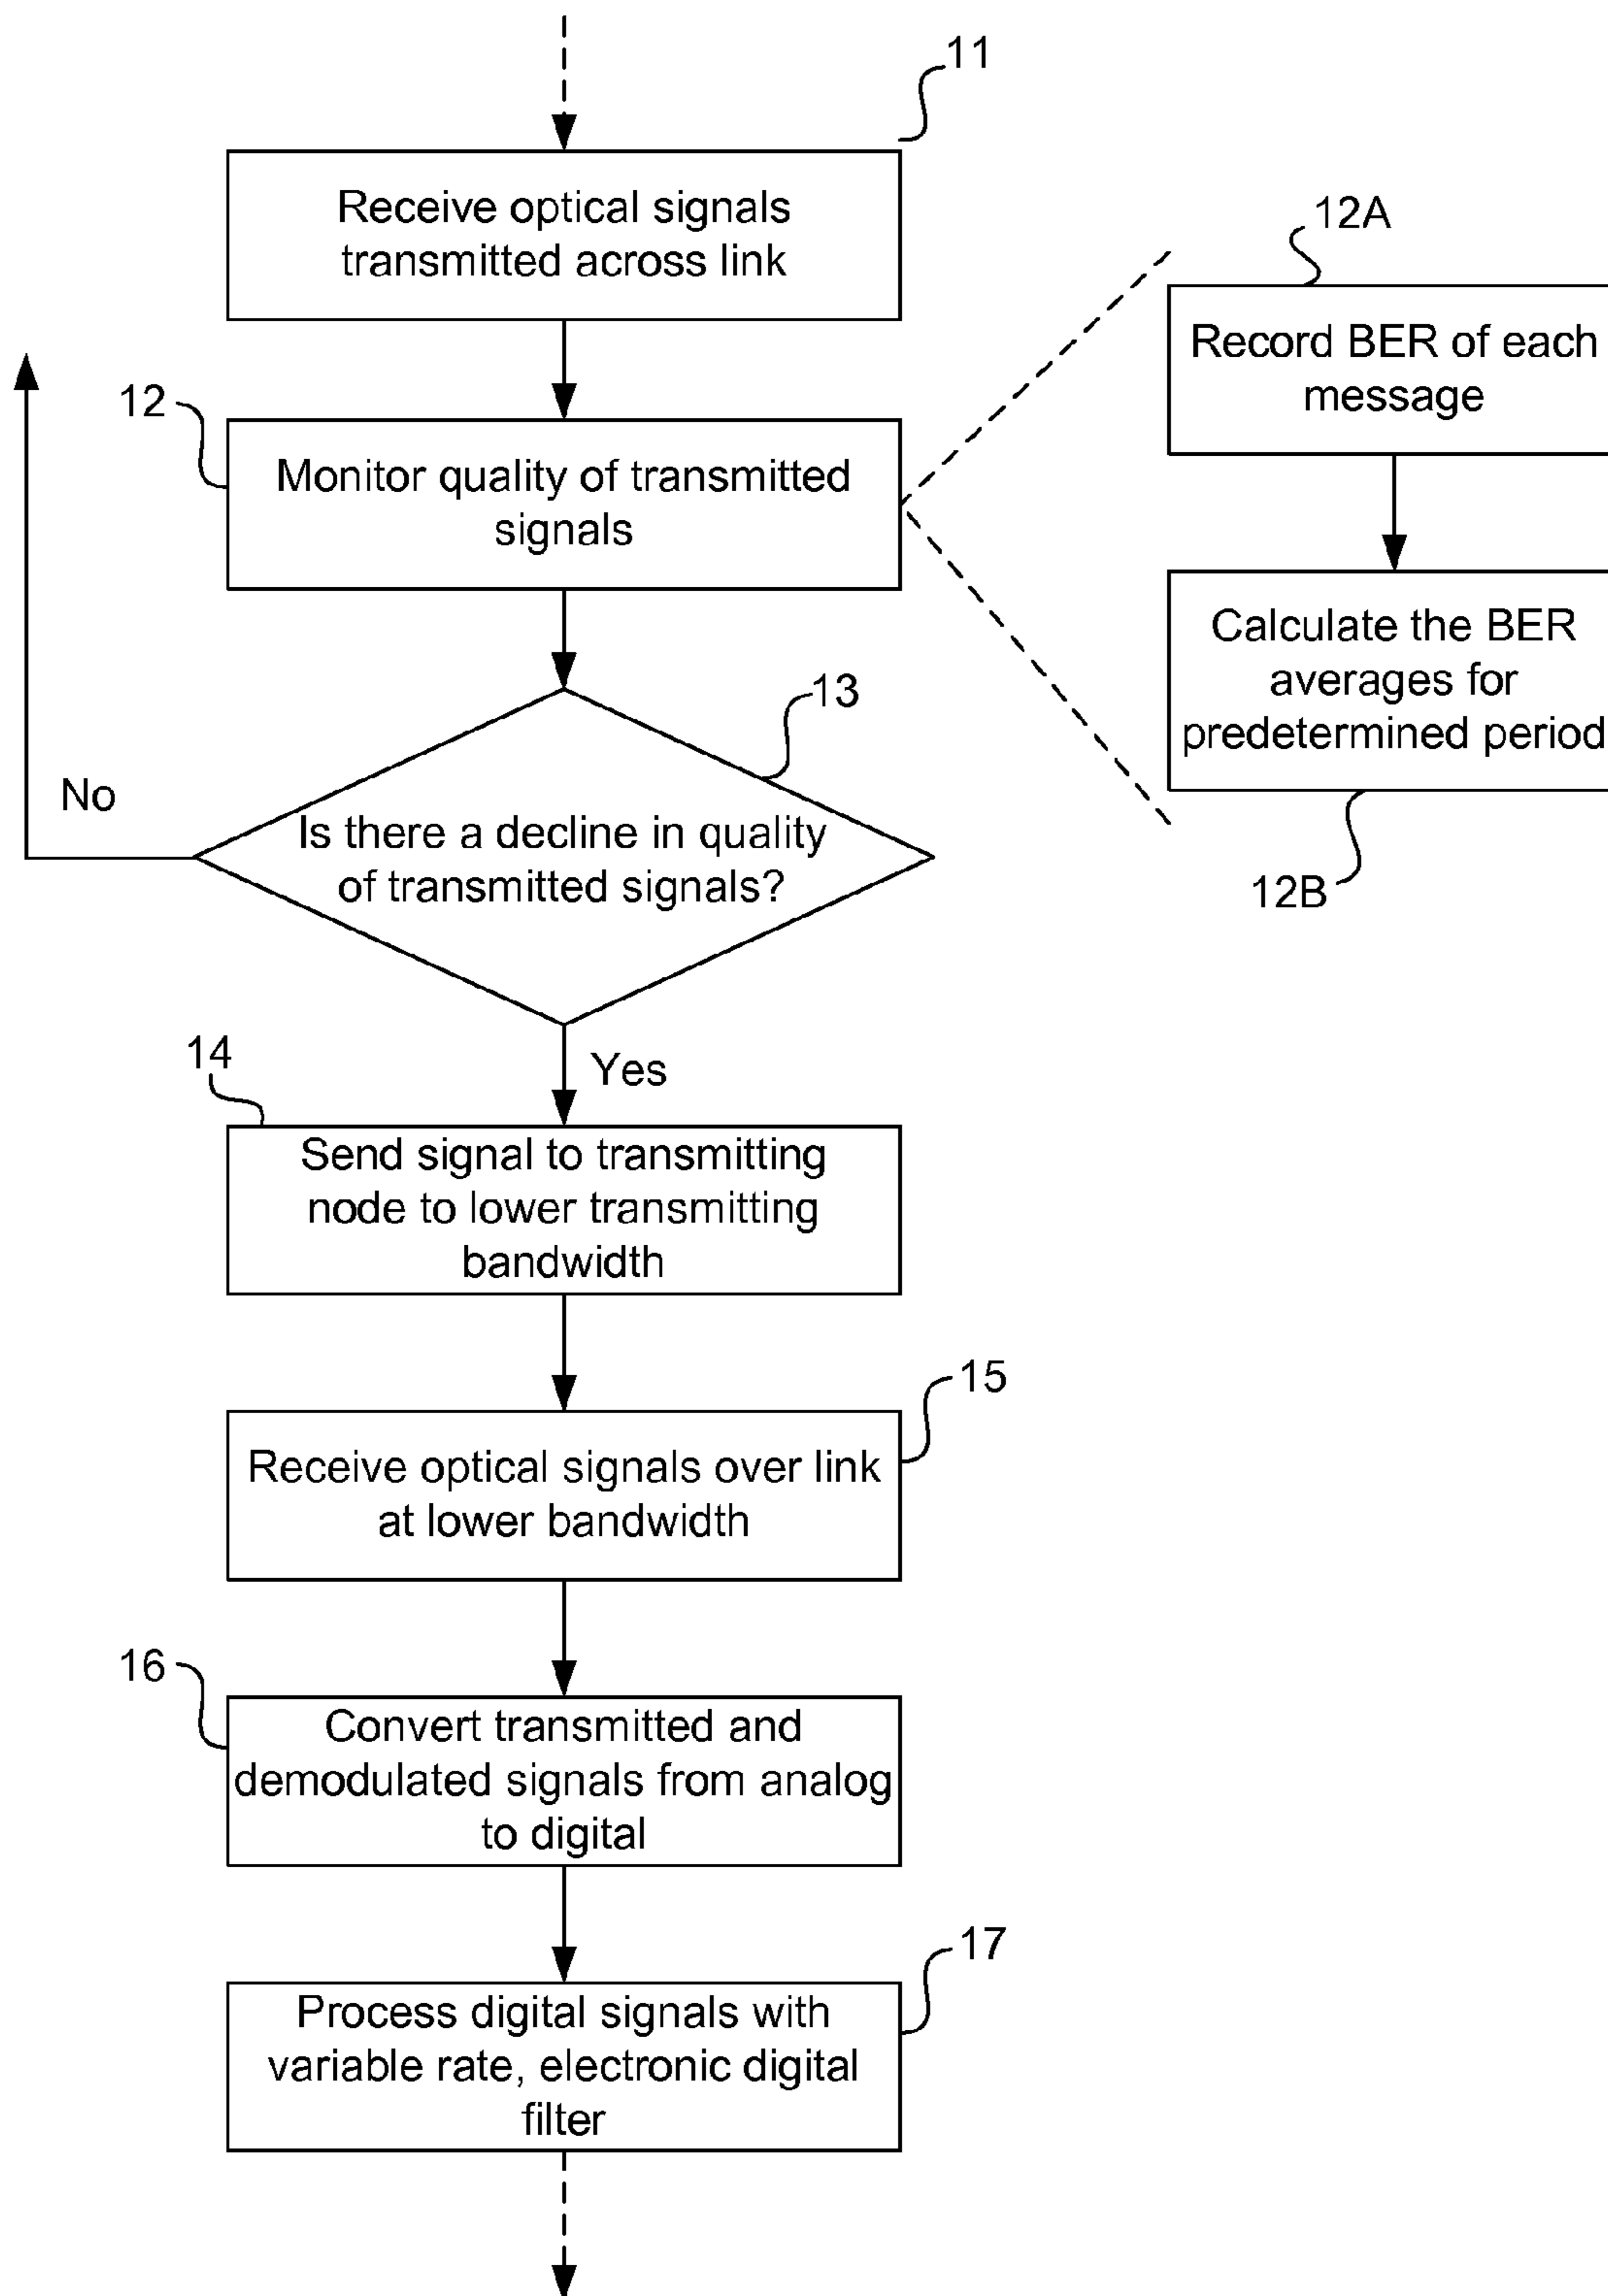 11
Receive optical signals
transmitted across link
12A
Record BER of each
message
12
Monitor quality of transmitted
signals
Calculate the BER
averages for
predetermined period
12B
13
No
Is there a decline in quality
of transmitted signals?
Yes
14
Send signal to transmitting
node to lower transmitting
bandwidth
15
Receive optical signals over link
at lower bandwidth
16
Convert transmitted and
demodulated signals from analog
to digital
17
Process digital signals with
variable rate, electronic digital
filter